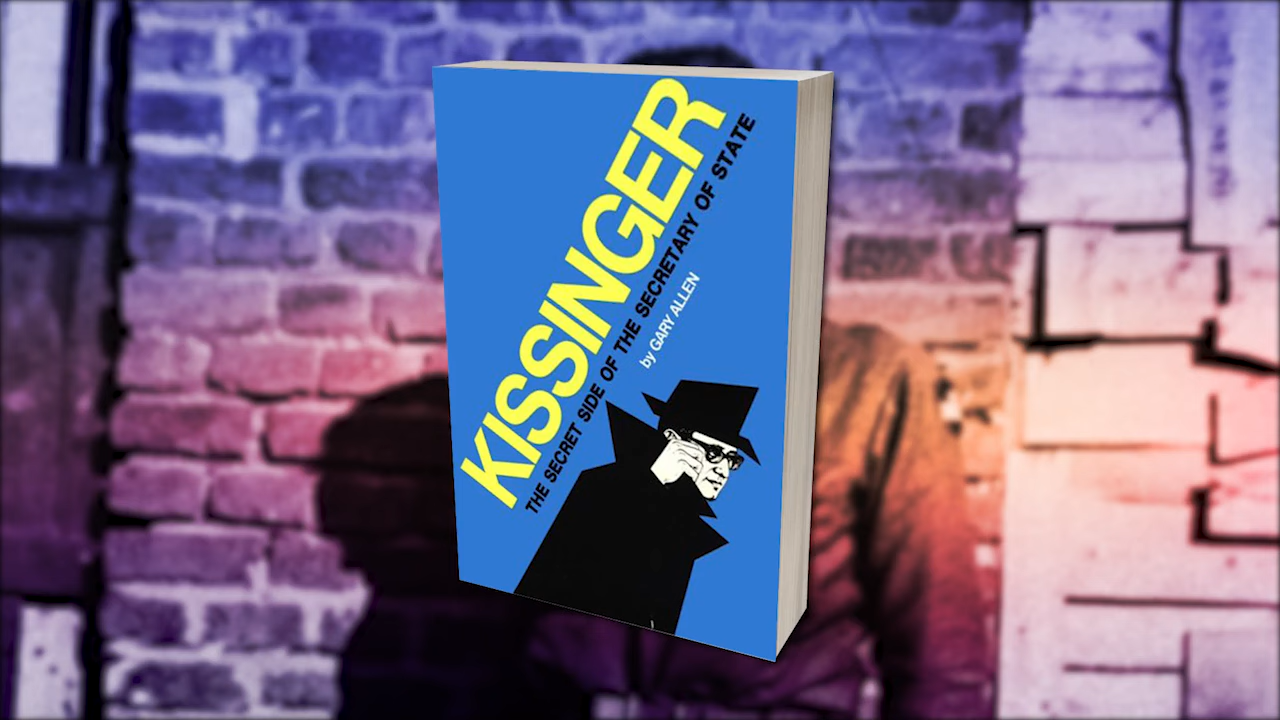 KISSINGER
THE SECRET SIDE OF THE SECRETARY OF STATE
by GARY ALLEN